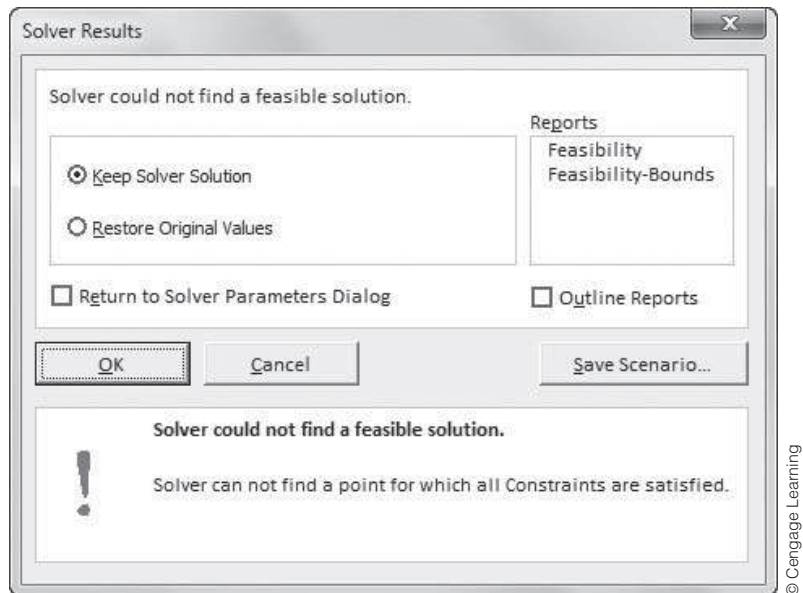 Solver Results
X
Solver could not find a feasible solution.
Reports
Feasibility
Feasibility-Bounds
Keep Solver Solution
Restore Original Values
Return to Solver Parameters Dialog
Outline Reports
OK
Cancel
Save Scenario...
Solver could not find a feasible solution.
Solver can not find a point for which all Constraints are satisfied.
© Cengage Learning